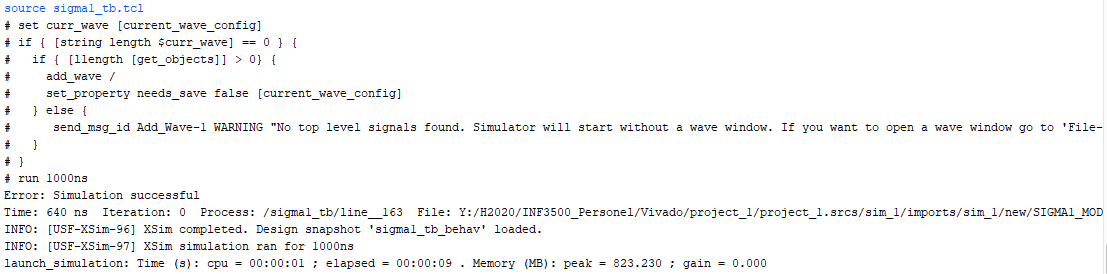 source sigma1_tb.tcl
# set curr_wave [current_wave_config]
# if { [string length $curr_wave] == 0 } {
#   if { [llength [get_objects]] > 0} {
#     add_wave /
#     set_property needs_save false [current_wave_config]
#   } else {
#      send_msg_id Add_Wave-1 WARNING "No top level signals found. Simulator will start without a wave window. If you want to open a wave window go to 'File-
#   }
# }
# run 1000ns
Error: Simulation successful
Time: 640 ns  Iteration: 0  Process: /sigma1_tb/line__163  File: Y:/H2020/INF3500_Personel/Vivado/project_1/project_1.srcs/sim_1/imports/sim_1/new/SIGMA1_MOD
INFO: [USF-XSim-96] XSim completed. Design snapshot 'sigma1_tb_behav' loaded.
INFO: [USF-XSim-97] XSim simulation ran for 1000ns
launch_simulation: Time (s): cpu = 00:00:01 ; elapsed = 00:00:09 . Memory (MB): peak = 823.230 ; gain = 0.000